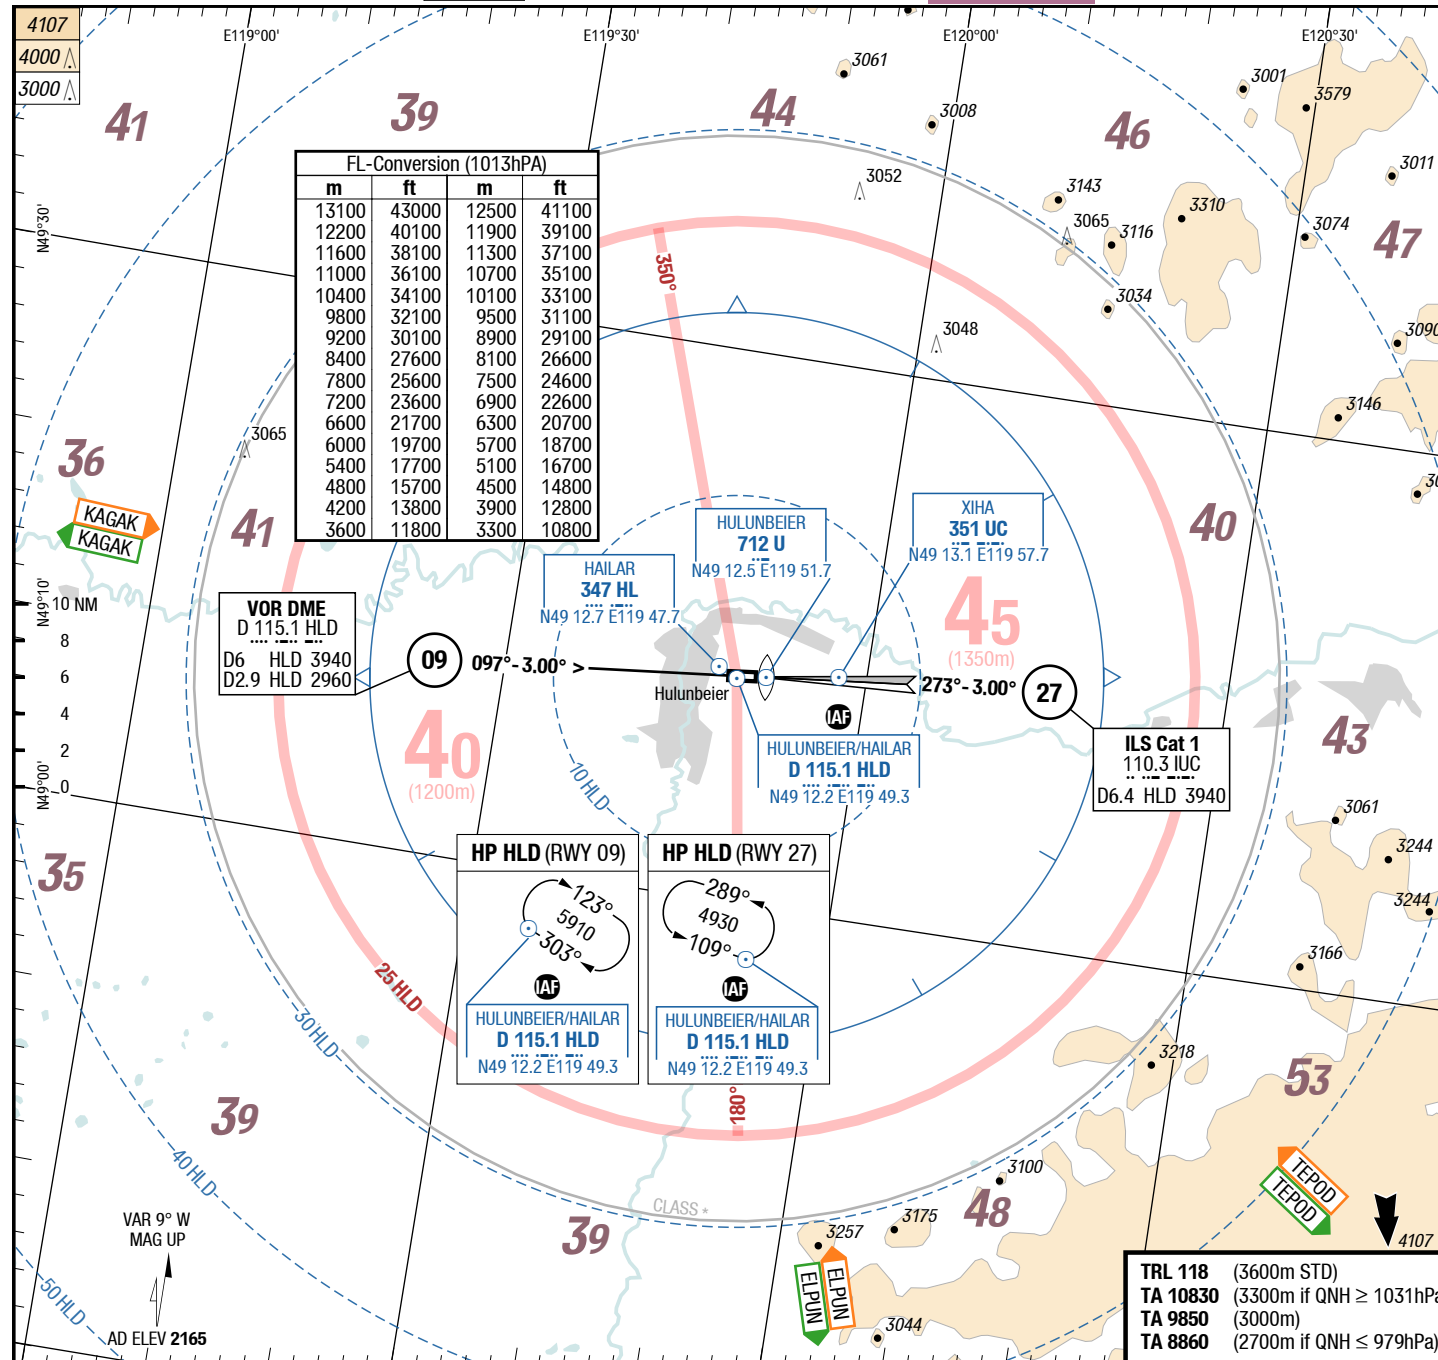 4107
4000
3000
E119°00'
E119°30'
E120°00'
E120°30'
41
39
44
46
47
3061
3008
3001
3579
3011
3052
3143
3065
3116
3310
3074
3034
3090
3048
3146
N49°30'
FL-Conversion (1013hPA)
m ft m ft
13100 43000 12500 41100
12200 40100 11900 39100
11600 38100 11300 37100
11000 36100 10700 35100
10400 34100 10100 33100
9800 32100 9500 31100
9200 30100 8900 29100
8400 27600 8100 26600
7800 25600 7500 24600
7200 23600 6900 22600
6600 21700 6300 20700
6000 19700 5700 18700
5400 17700 5100 16700
4800 15700 4500 14800
4200 13800 3900 12800
3600 11800 3300 10800
350°
3065
36
41
40
KAGAK
KAGAK
HULUNBEIER
712 U
N49 12.5 E119 51.7
XIHA
351 UC
N49 13.1 E119 57.7
HAILAR
347 HL
N49 12.7 E119 47.7
N49°10'
10 NM
8
6
4
2
0
N49°00'
VOR DME
D 115.1 HLD
D6 HLD 3940
D2.9 HLD 2960
09
097°-3.00° >
Hulunbeier
45
(1350m)
273°-3.00°
27
IAF
HULUNBEIER/HAILAR
D 115.1 HLD
N49 12.2 E119 49.3
40
(1200m)
10 HLD
43
ILS Cat 1
110.3 IUC
D6.4 HLD 3940
3061
3244
3244
3166
35
HP HLD (RWY 09)
123°
5910
303°
IAF
HULUNBEIER/HAILAR
D 115.1 HLD
N49 12.2 E119 49.3
HP HLD (RWY 27)
289°
4930
109°
IAF
HULUNBEIER/HAILAR
D 115.1 HLD
N49 12.2 E119 49.3
25 HLD
30 HLD
180°
3218
53
39
40 HLD
3100
CLASS *
48
39
3257
3175
TEPOD
TEPOD
4107
VAR 9° W
MAG UP
50 HLD
AD ELEV 2165
ELPUN
ELPUN
3044
TRL 118 (3600m STD)
TA 10830 (3300m if QNH ≥ 1031hPa
TA 9850 (3000m)
TA 8860 (2700m if QNH ≤ 979hPa)